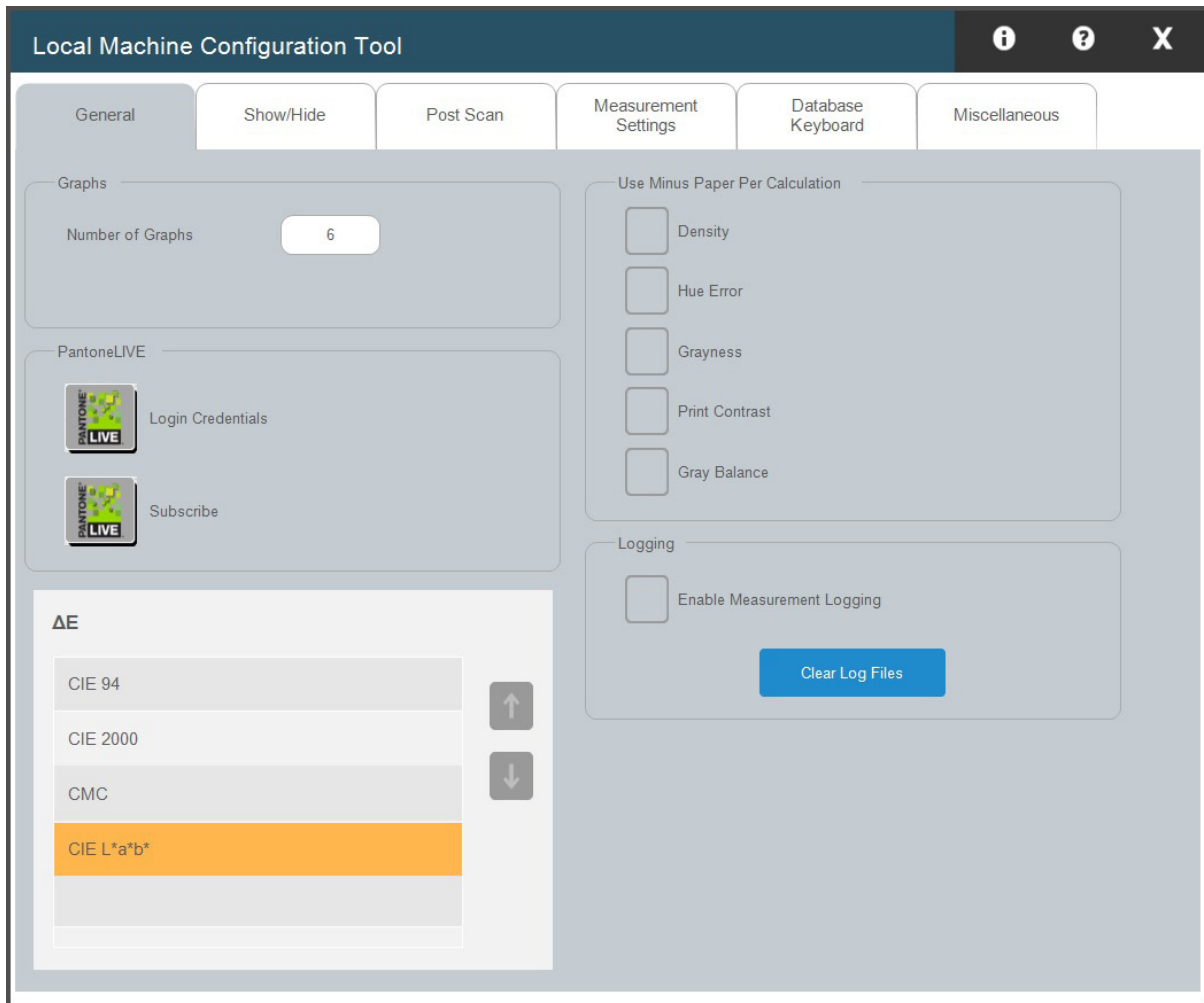 Local Machine Configuration Tool
General
Show/Hide
Post Scan
Measurement
Settings
Database
Keyboard
Miscellaneous
Graphs
Number of Graphs
6
PantoneLIVE
PANTONE®
LIVE
Login Credentials
PANTONE®
LIVE
Subscribe
ΔE
CIE 94
CIE 2000
CMC
CIE L*a*b*
Use Minus Paper Per Calculation
Density
Hue Error
Grayness
Print Contrast
Gray Balance
Logging
Enable Measurement Logging
Clear Log Files